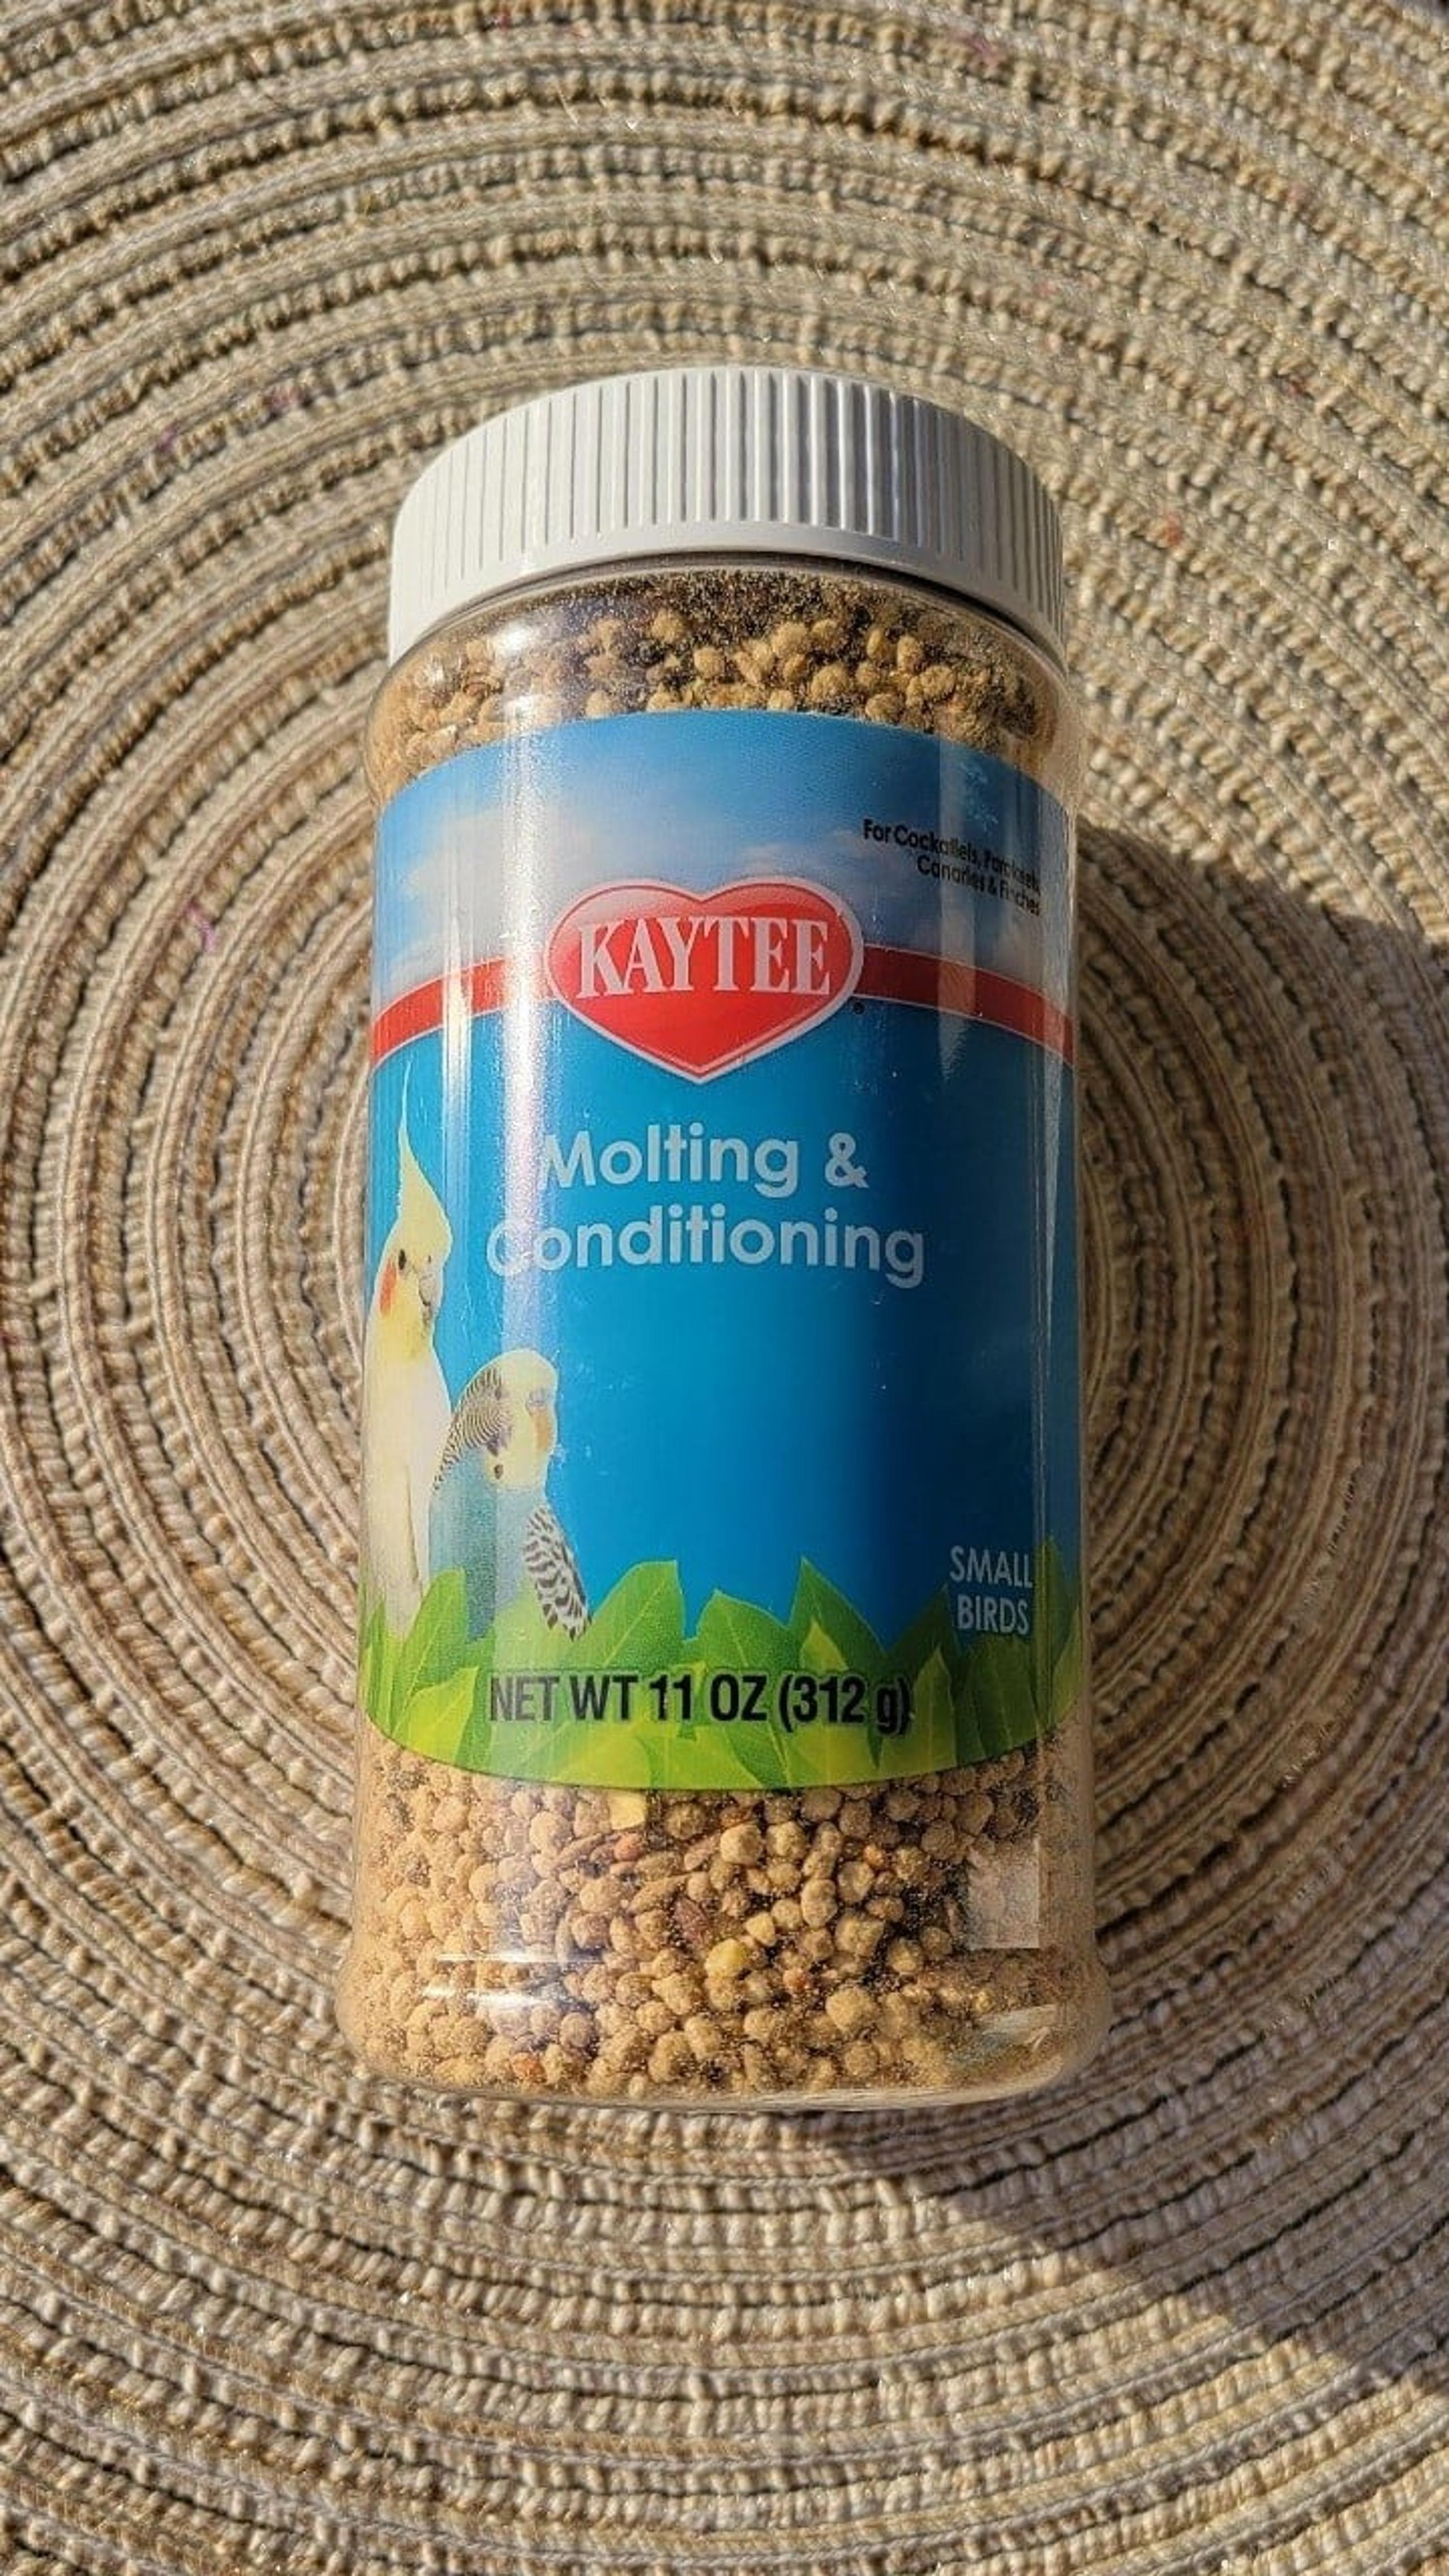 For Cockatiels, Parakeets,
Canaries & Finches
KAYTEE
Molting &
Conditioning
SMALL
BIRDS
NET WT 11 OZ (312 g)